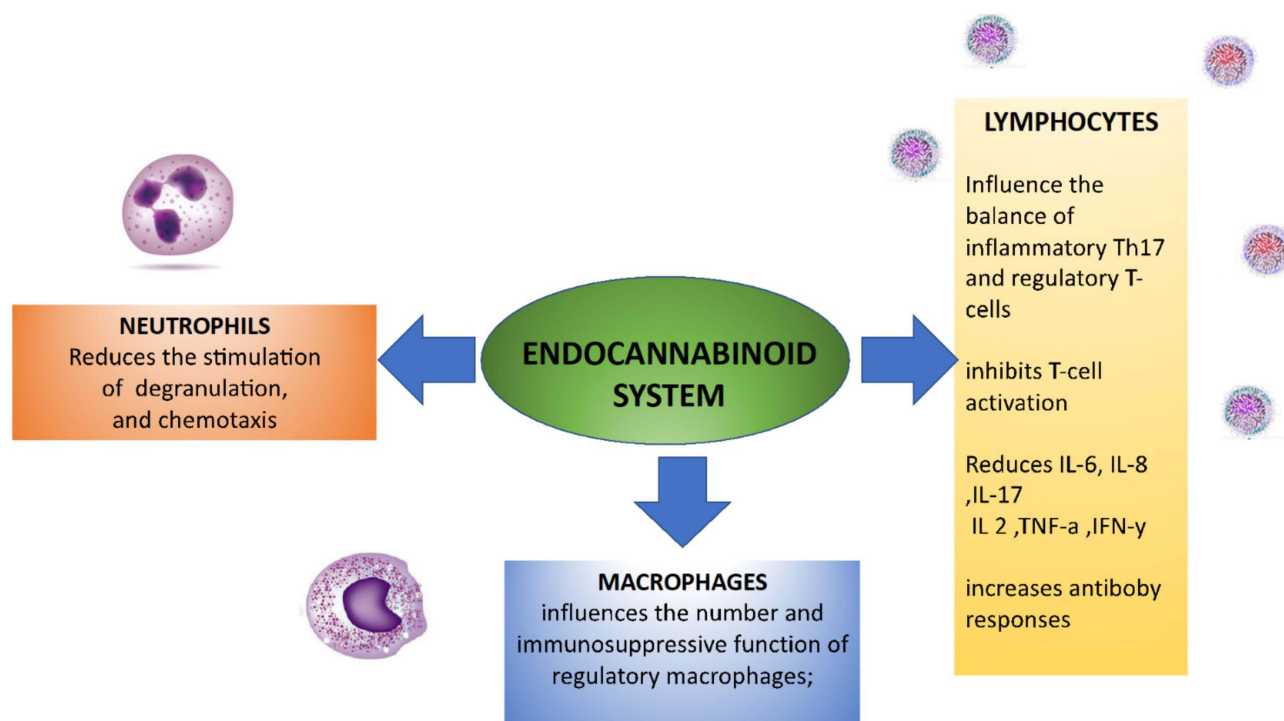 NEUTROPHILS
Reduces the stimulation
of degranulation,
and chemotaxis
ENDOCANNABINOID
SYSTEM
MACROPHAGES
influences the number and
immunosuppressive function of
regulatory macrophages;
LYMPHOCYTES
Influence the
balance of
inflammatory Th17
and regulatory T-
cells
inhibits T-cell
activation
Reduces IL-6, IL-8
,IL-17
IL 2 ,TNF-a ,IFN-y
increases antiboby
responses